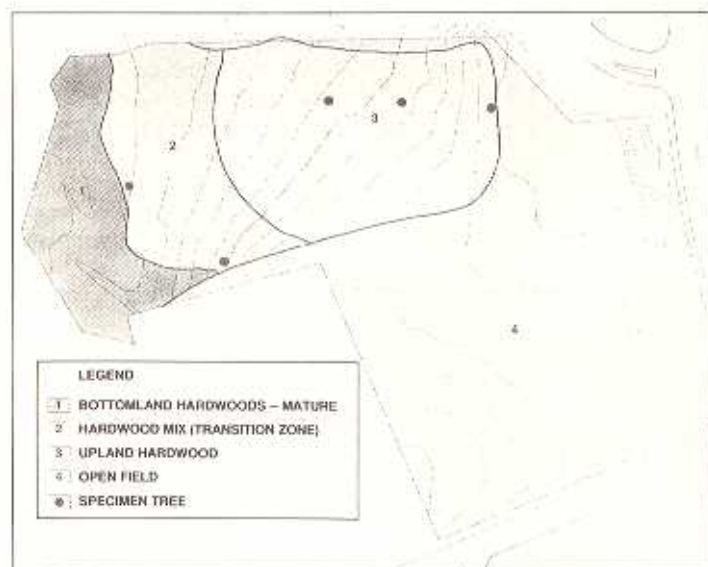 2
3
1
4
LEGEND
1 BOTTOMLAND HARDWOODS – MATURE
2 HARDWOOD MIX (TRANSITION ZONE)
3 UPLAND HARDWOOD
4 OPEN FIELD
SPECIMEN TREE